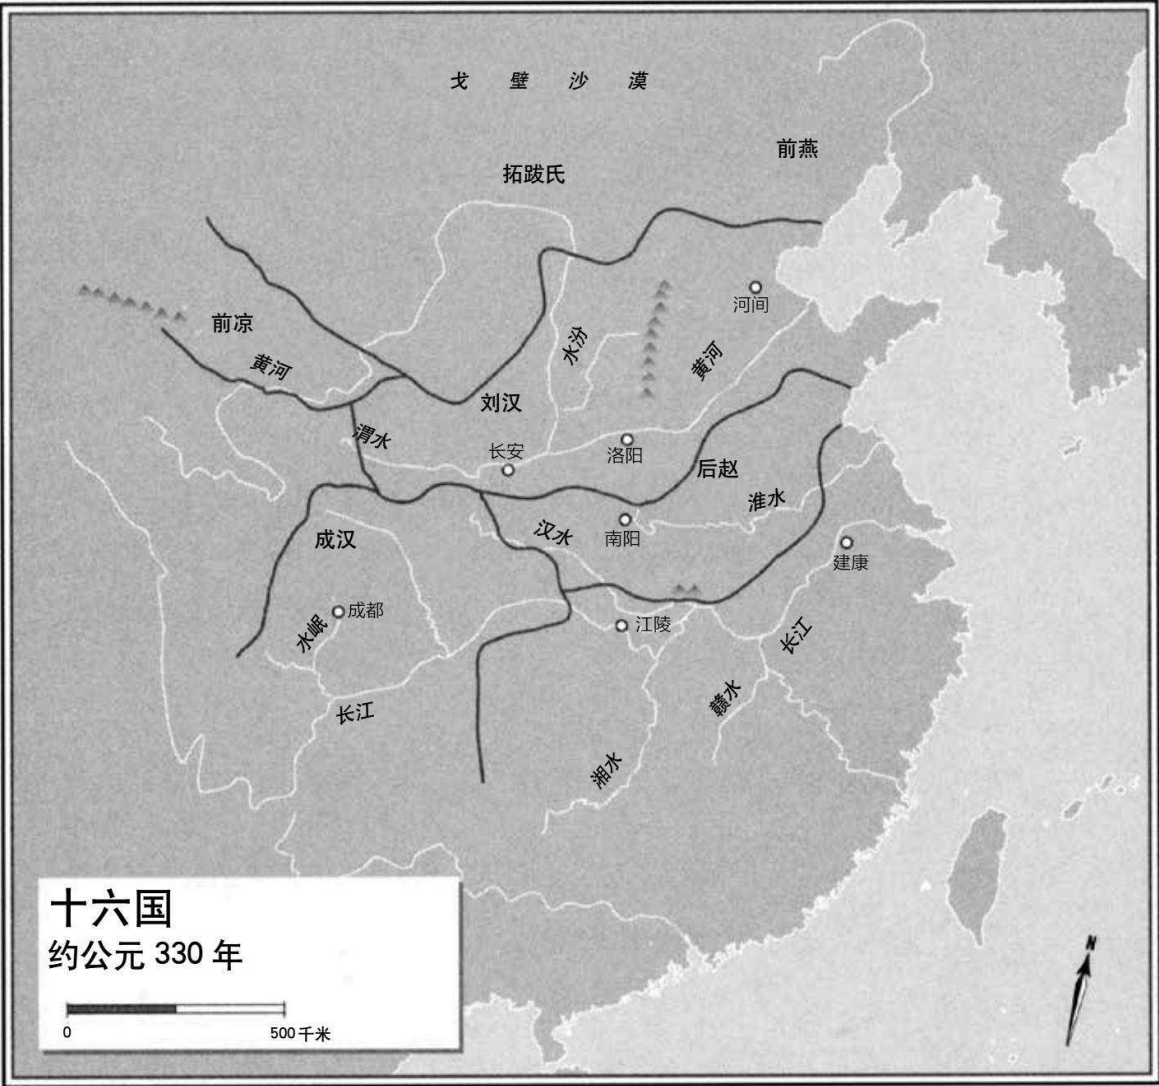 戈壁沙漠
前燕
拓跋氏
河间
前凉
黄河
水汾
黄河
刘汉
渭水
长安
洛阳
后赵
淮水
汉水
南阳
成汉
建康
成都
水岷
江陵
长江
赣水
长江
湘水
十六国
约公元 330 年
0 500千米
N